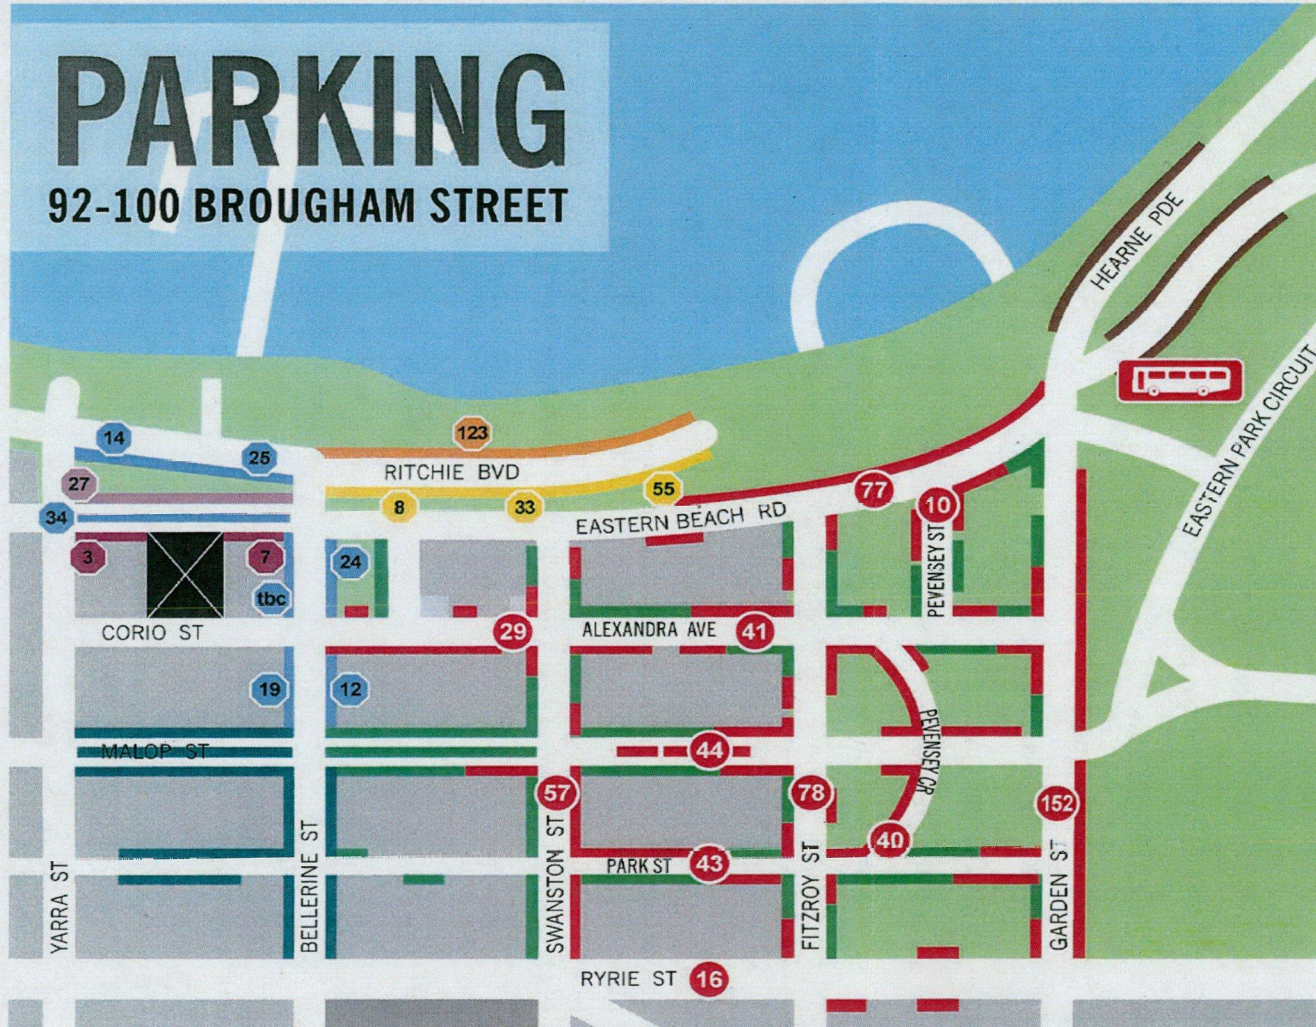 PARKING
92-100 BROUGHAM STREET
HEARNE PDE
EASTERN PARK CIRCUIT
14
25
123
RITCHIE BVD
27
34
8
33
55
77
10
EASTERN BEACH RD
PEVENSEY ST
3
7
24
tbc
CORIO ST
29
ALEXANDRA AVE
41
19
12
MALOP ST
44
PEVENSEY CR
57
78
152
40
YARRA ST
BELLERINE ST
SWANSTON ST
PARK ST
43
FITZROY ST
GARDEN ST
RYRIE ST
16